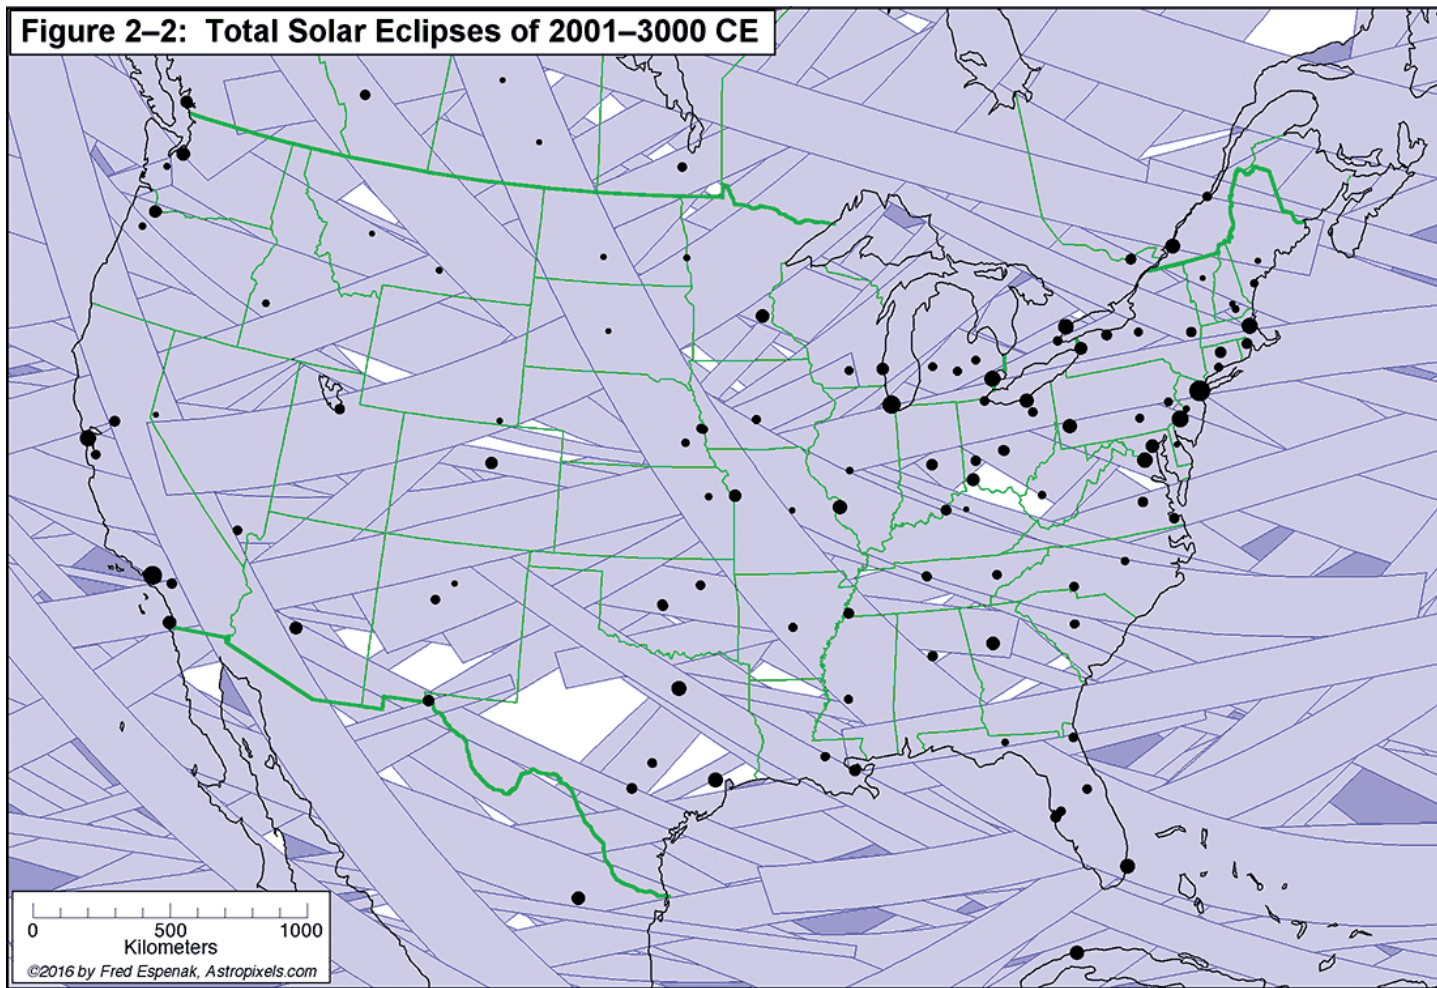 Figure 2–2:  Total Solar Eclipses of 2001–3000 CE
0 500 1000
Kilometers
©2016 by Fred Espenak, Astropixels.com